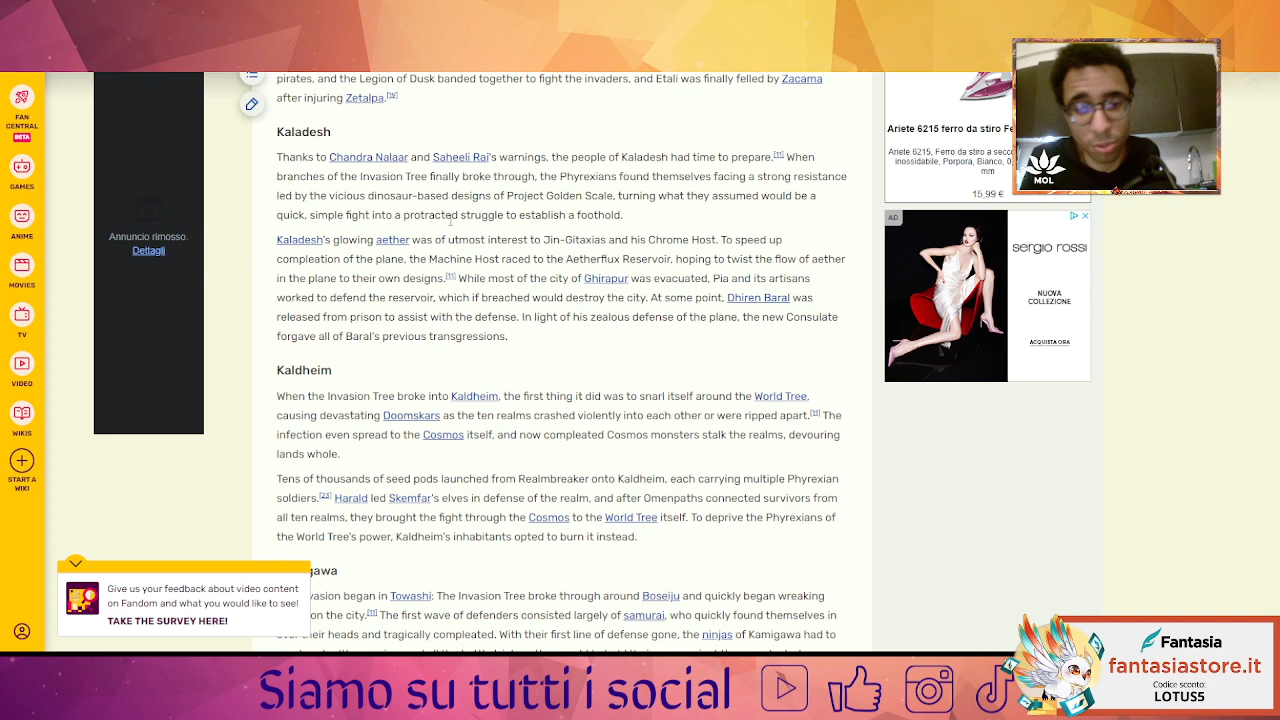 FAN
CENTRAL
BETA
GAMES
ANIME
MOVIES
TV
VIDEO
WIKIS
START A
WIKI
Annuncio rimosso.
Dettagli
pirates, and the Legion of Dusk banded together to fight the invaders, and Etali was finally felled by Zacama
after injuring Zetalpa.[19]
Kaladesh
Thanks to Chandra Nalaar and Saheeli Rai's warnings, the people of Kaladesh had time to prepare.[11] When
branches of the Invasion Tree finally broke through, the Phyrexians found themselves facing a strong resistance
led by the vicious dinosaur-based designs of Project Golden Scale, turning what they assumed would be a
quick, simple fight into a protracted struggle to establish a foothold.
Kaladesh's glowing aether was of utmost interest to Jin-Gitaxias and his Chrome Host. To speed up
compleation of the plane, the Machine Host raced to the Aetherflux Reservoir, hoping to twist the flow of aether
in the plane to their own designs.[11] While most of the city of Ghirapur was evacuated, Pia and its artisans
worked to defend the reservoir, which if breached would destroy the city. At some point, Dhiren Baral was
released from prison to assist with the defense. In light of his zealous defense of the plane, the new Consulate
forgave all of Baral's previous transgressions.
Kaldheim
When the Invasion Tree broke into Kaldheim, the first thing it did was to snarl itself around the World Tree,
causing devastating Doomskars as the ten realms crashed violently into each other or were ripped apart.[11] The
infection even spread to the Cosmos itself, and now compleated Cosmos monsters stalk the realms, devouring
lands whole.
Tens of thousands of seed pods launched from Realmbreaker onto Kaldheim, each carrying multiple Phyrexian
soldiers.[23] Harald led Skemfar's elves in defense of the realm, and after Omenpaths connected survivors from
all ten realms, they brought the fight through the Cosmos to the World Tree itself. To deprive the Phyrexians of
the World Tree's power, Kaldheim's inhabitants opted to burn it instead.
gawa
vasion began in Towashi: The Invasion Tree broke through around Boseiju and quickly began wreaking
on the city.[11] The first wave of defenders consisted largely of samurai, who quickly found themselves in
over their heads and tragically compleated. With their first line of defense gone, the ninjas of Kamigawa had to
Give us your feedback about video content
on Fandom and what you would like to see!
TAKE THE SURVEY HERE!
Ariete 6215 ferro da stiro Fe
Ariete 6215, Ferro da stiro a secco
inossidabile, Porpora, Bianco, 0
mm
15,99 €
AD
sergio rossi
NUOVA
COLLEZIONE
ACQUISTA ORA
MOL
Siamo su tutti i social
Fantasia
fantasiastore.it
Codice sconto:
LOTUS5